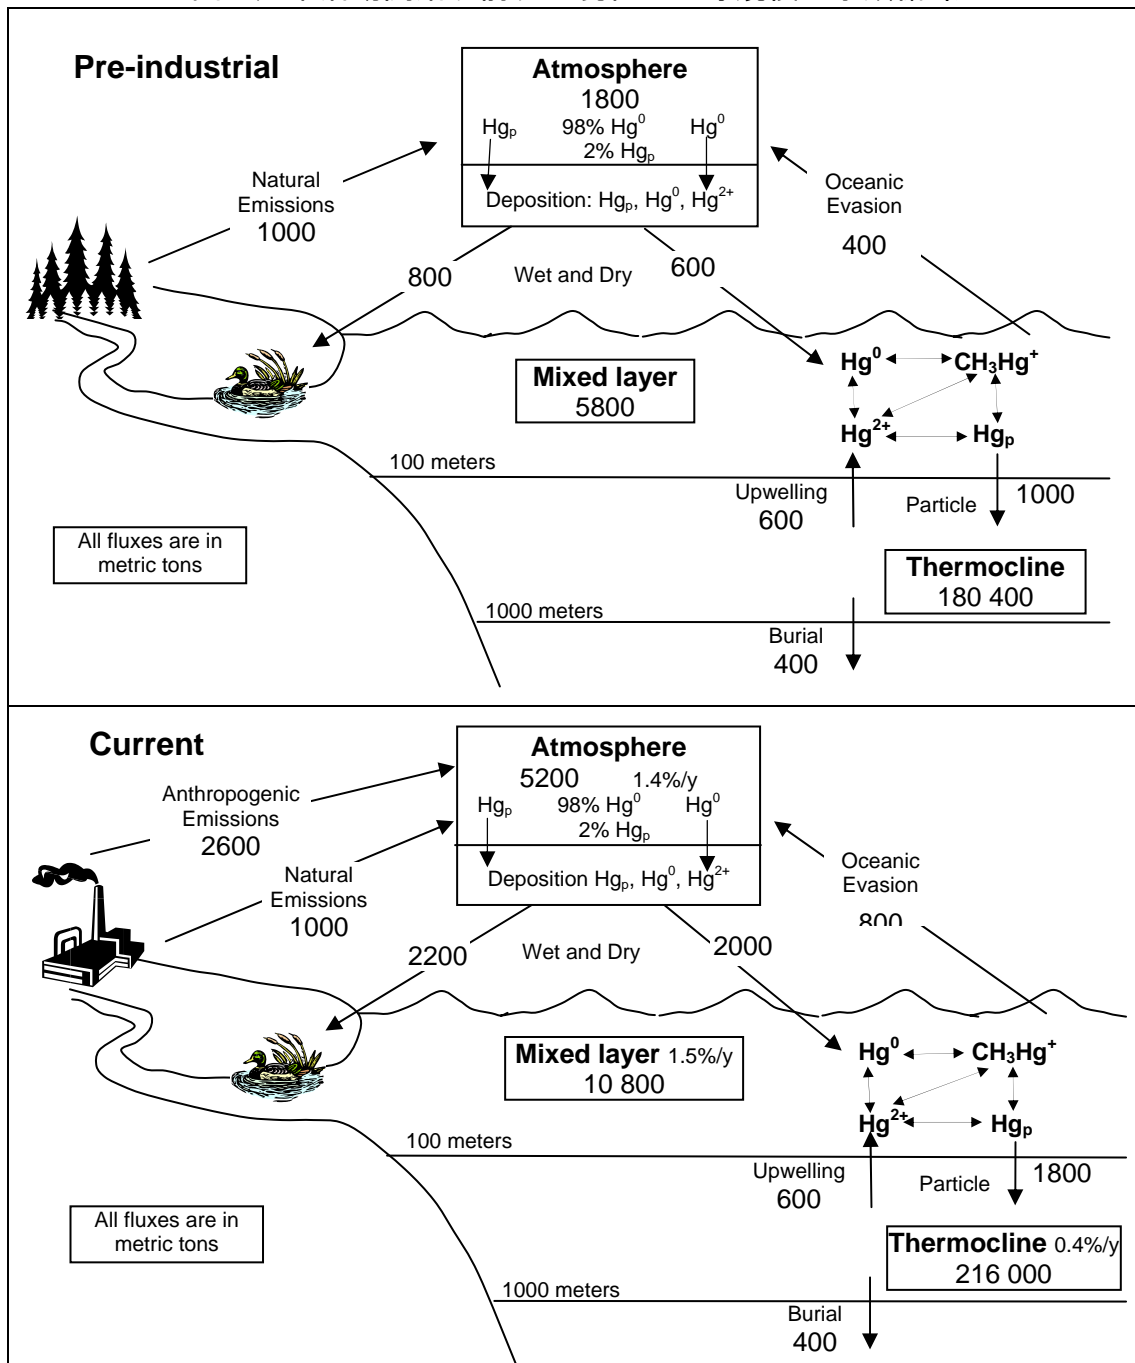 Pre-industrial
Atmosphere
1800
Hgp 98% Hg0 Hg0
2% Hgp
Deposition: Hgp, Hg0, Hg2+
Natural
Emissions
1000
Oceanic
Evasion
400
800
Wet and Dry
600
Mixed layer
5800
Hg0 CH3Hg+
Hg2+ Hgp
100 meters
Upwelling
600
Particle
1000
All fluxes are in
metric tons
Thermocline
180 400
1000 meters
Burial
400
Current
Atmosphere
5200 1.4%/y
Hgp 98% Hg0 Hg0
2% Hgp
Deposition Hgp, Hg0, Hg2+
Anthropogenic
Emissions
2600
Natural
Emissions
1000
Oceanic
Evasion
800
2200
Wet and Dry
2000
Mixed layer 1.5%/y
10 800
Hg0 CH3Hg+
Hg2+ Hgp
100 meters
Upwelling
600
Particle
1800
All fluxes are in
metric tons
Thermocline 0.4%/y
216 000
1000 meters
Burial
400